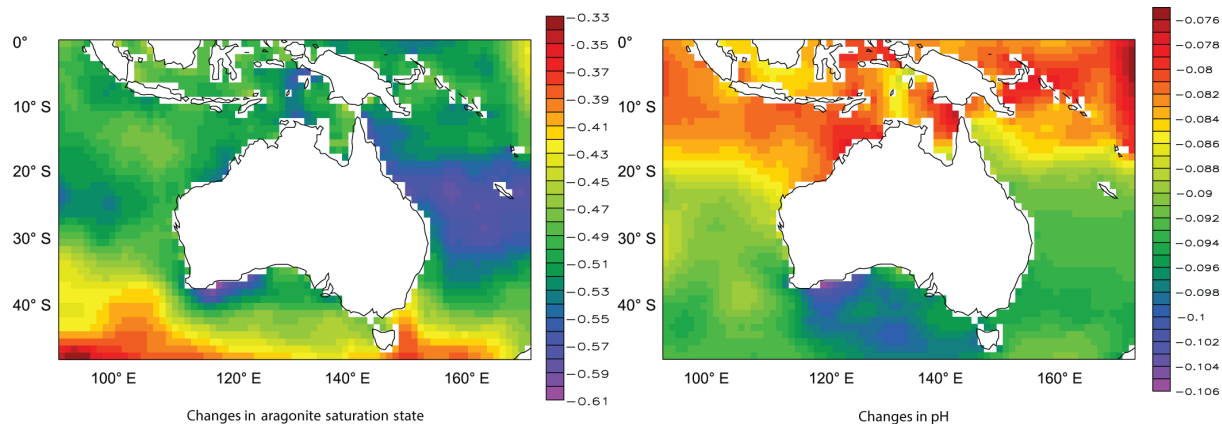 0°
10° S
20° S
30° S
40° S
100° E
120° E
140° E
160° E
−0.33
−0.35
−0.37
−0.39
−0.41
−0.43
−0.45
−0.47
−0.49
−0.51
−0.53
−0.55
−0.57
−0.59
−0.61
Changes in aragonite saturation state
0°
10° S
20° S
30° S
40° S
100° E
120° E
140° E
160° E
−0.076
−0.078
−0.08
−0.082
−0.084
−0.086
−0.088
−0.09
−0.092
−0.094
−0.096
−0.098
−0.1
−0.102
−0.104
−0.106
Changes in pH